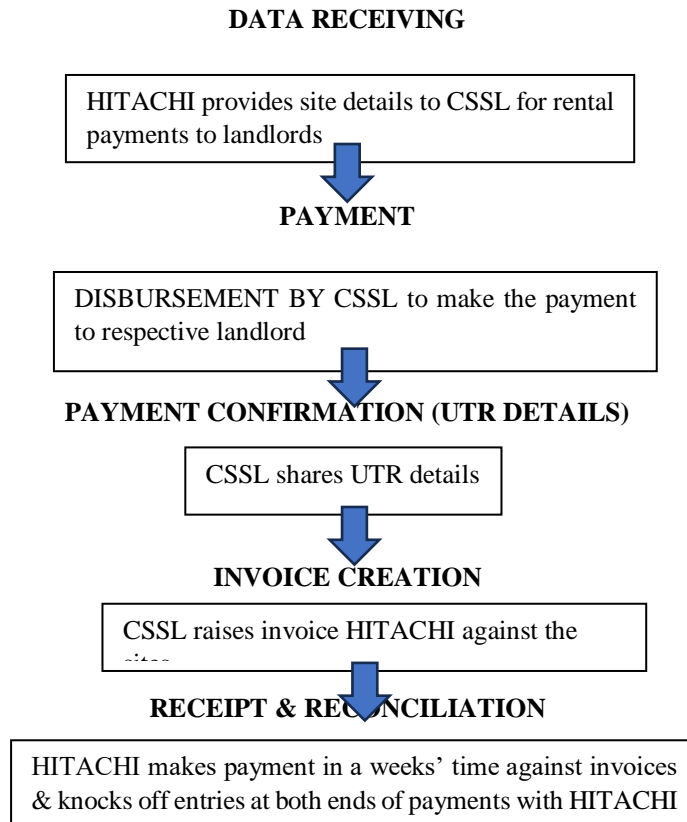 DATA RECEIVING
HITACHI provides site details to CSSL for rental
payments to landlords
PAYMENT
DISBURSEMENT BY CSSL to make the payment
to respective landlord
PAYMENT CONFIRMATION (UTR DETAILS)
CSSL shares UTR details
INVOICE CREATION
CSSL raises invoice HITACHI against the
RECEIPT & RECONCILIATION
HITACHI makes payment in a weeks’ time against invoices
& knocks off entries at both ends of payments with HITACHI